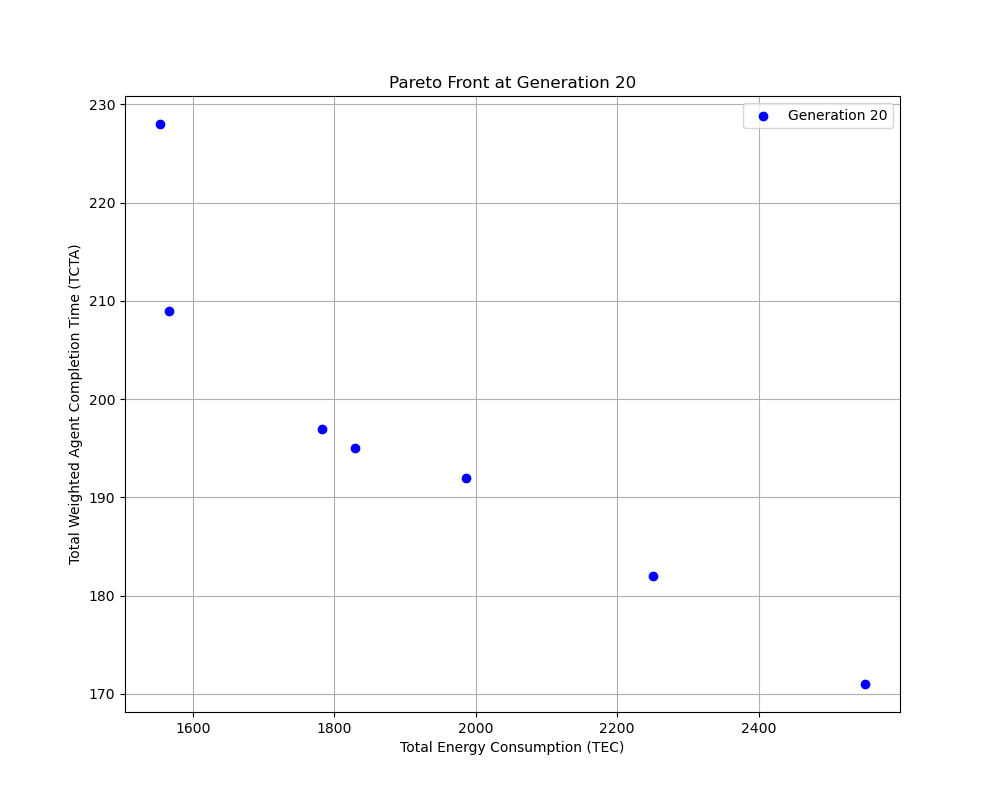 Pareto Front at Generation 20
Generation 20
Total Weighted Agent Completion Time (TCTA)
230
220
210
200
190
180
170
1600 1800 2000 2200 2400
Total Energy Consumption (TEC)